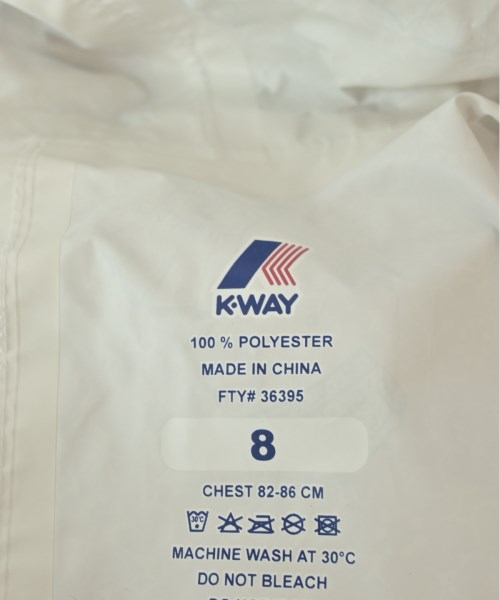 K·WAY
100 % POLYESTER
MADE IN CHINA
FTY# 36395
8
CHEST 82-86 CM
30°C
MACHINE WASH AT 30°C
DO NOT BLEACH